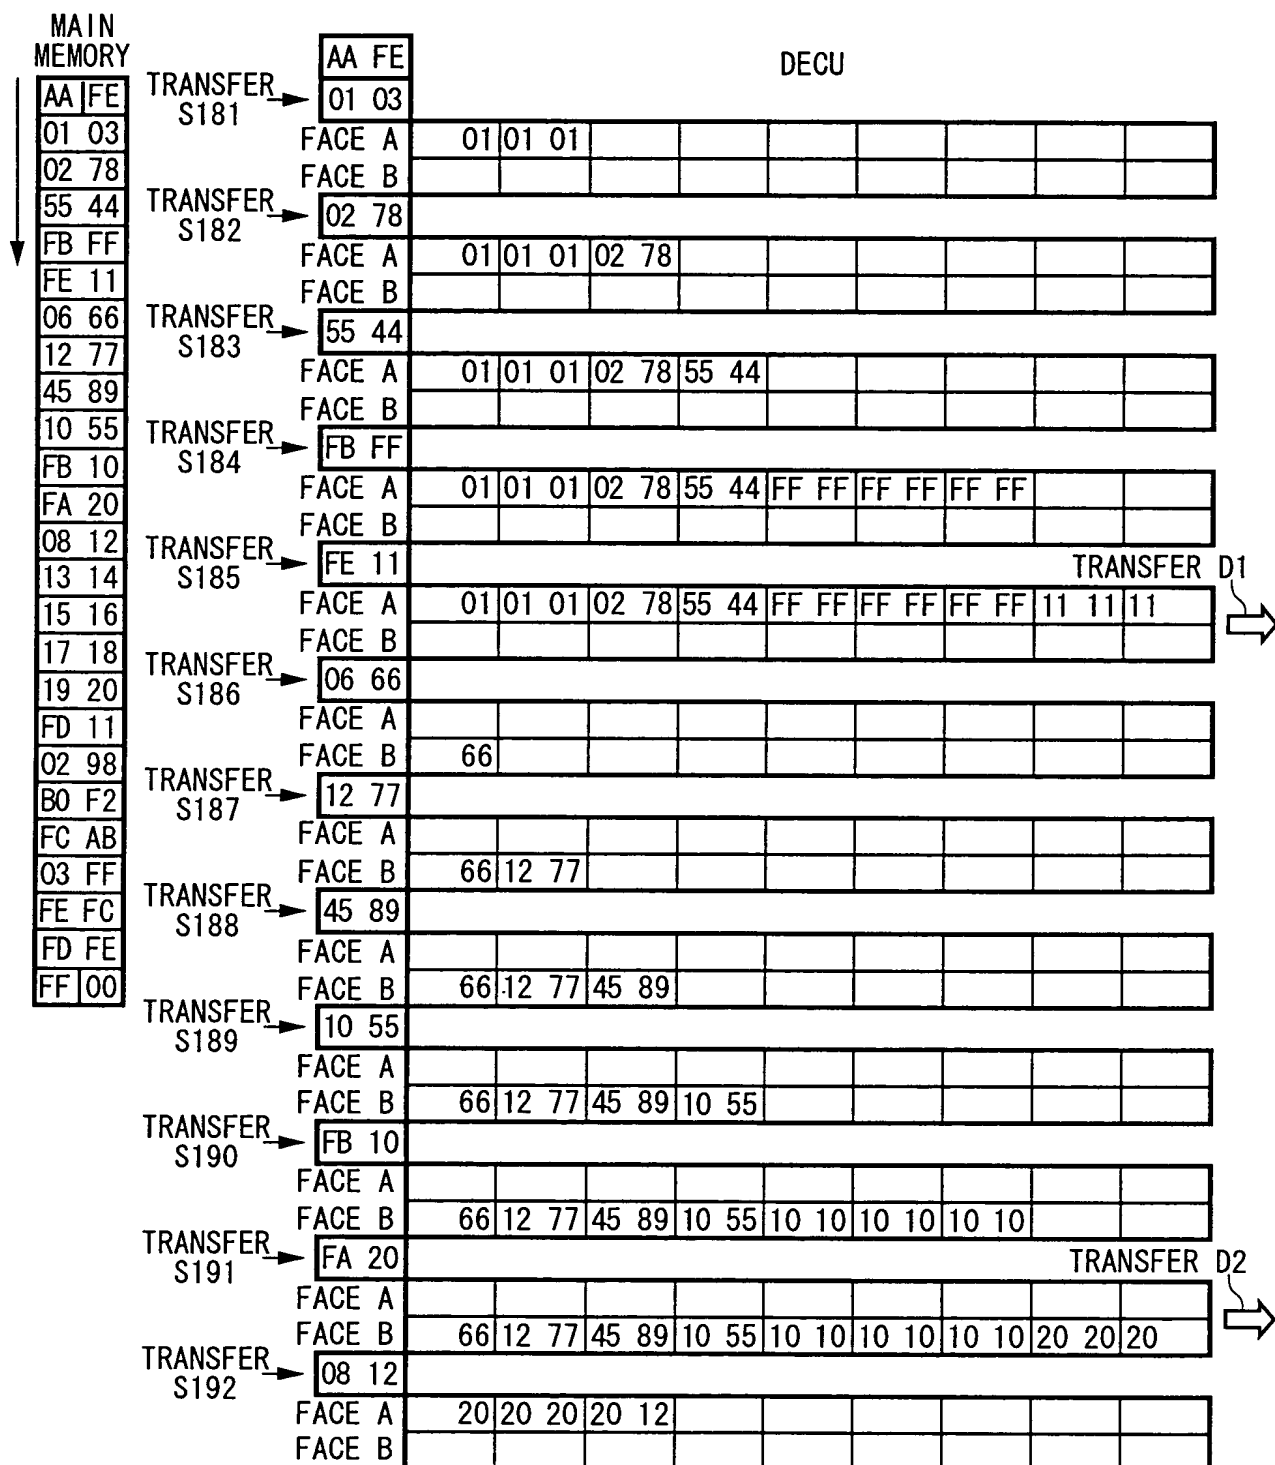 MAIN
MEMORY
AA FE
01 03
02 78
55 44
FB FF
FE 11
06 66
12 77
45 89
10 55
FB 10
FA 20
08 12
13 14
15 16
17 18
19 20
FD 11
02 98
B0 F2
FC AB
03 FF
FE FC
FD FE
FF 00
DECU
AA FE
TRANSFER S181 01 03
FACE A 01 01 01
FACE B
TRANSFER S182 02 78
FACE A 01 01 01 02 78
FACE B
TRANSFER S183 55 44
FACE A 01 01 01 02 78 55 44
FACE B
TRANSFER S184 FB FF
FACE A 01 01 01 02 78 55 44 FF FF FF FF FF FF
FACE B
TRANSFER S185 FE 11 TRANSFER D1
FACE A 01 01 01 02 78 55 44 FF FF FF FF FF FF 11 11 11
FACE B
TRANSFER S186 06 66
FACE A
FACE B 66
TRANSFER S187 12 77
FACE A
FACE B 66 12 77
TRANSFER S188 45 89
FACE A
FACE B 66 12 77 45 89
TRANSFER S189 10 55
FACE A
FACE B 66 12 77 45 89 10 55
TRANSFER S190 FB 10
FACE A
FACE B 66 12 77 45 89 10 55 10 10 10 10 10 10
TRANSFER S191 FA 20 TRANSFER D2
FACE A
FACE B 66 12 77 45 89 10 55 10 10 10 10 10 10 20 20 20
TRANSFER S192 08 12
FACE A 20 20 20 20 12
FACE B